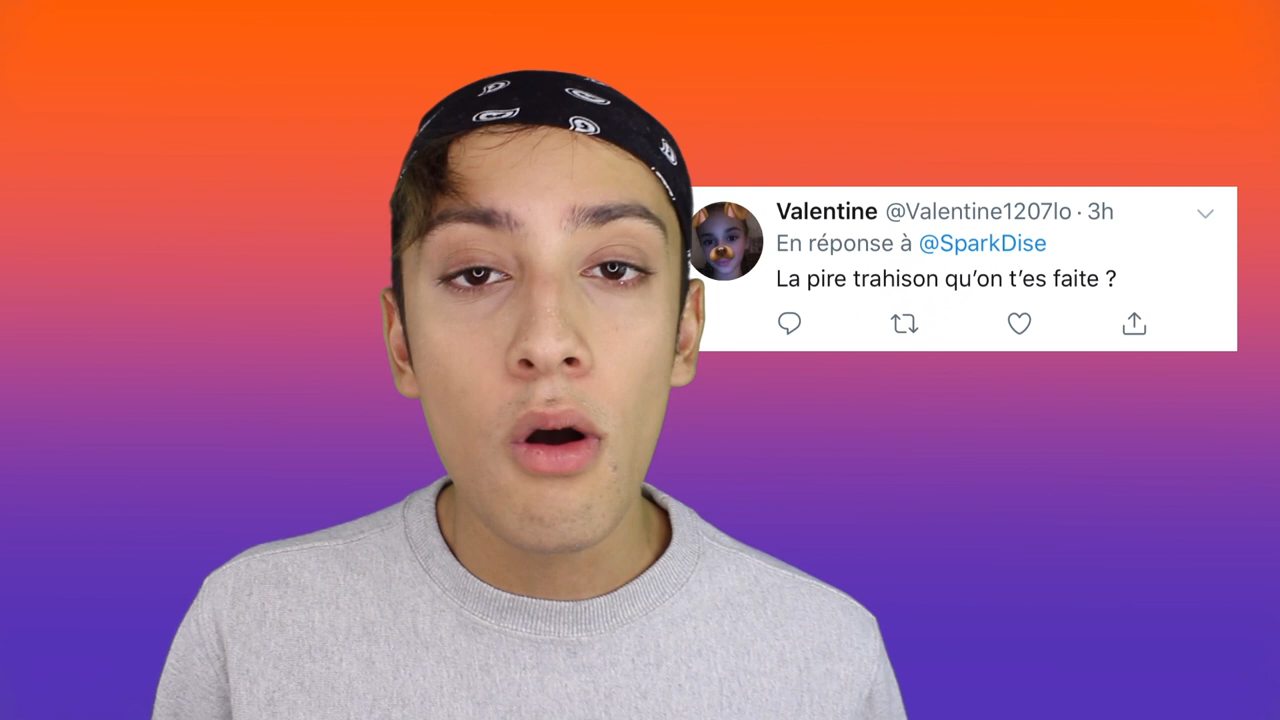 Valentine @Valentine1207lo · 3h
En réponse à @SparkDise
La pire trahison qu’on t’es faite ?